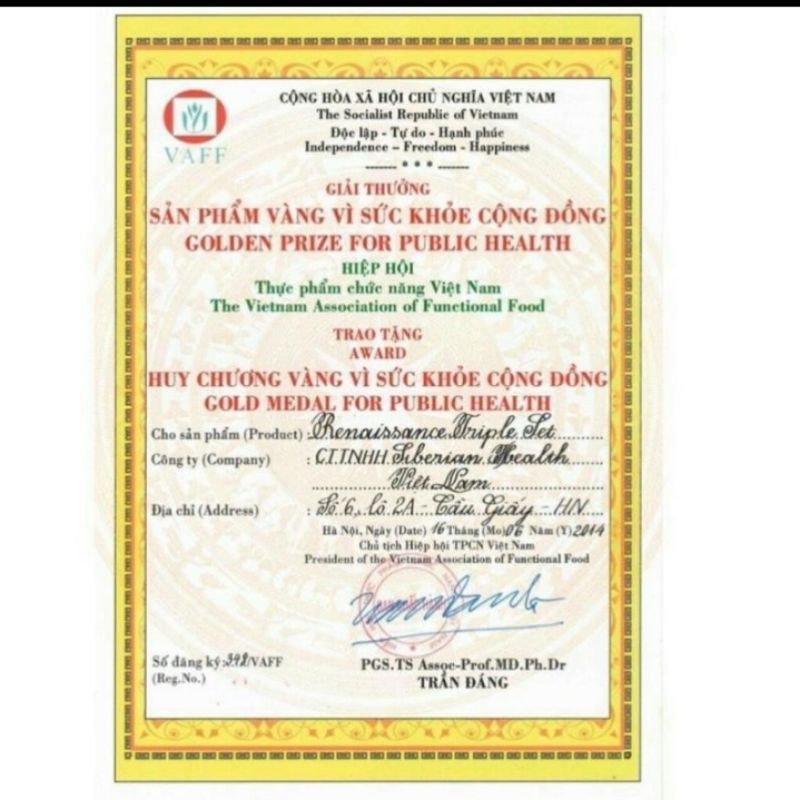 CỘNG HÒA XÃ HỘI CHỦ NGHĨA VIỆT NAM
The Socialist Republic of Vietnam
Độc lập - Tự do - Hạnh phúc
Independence – Freedom - Happiness
------- * * * -------
VAFF
GIẢI THƯỞNG
SẢN PHẨM VÀNG VÌ SỨC KHỎE CỘNG ĐỒNG
GOLDEN PRIZE FOR PUBLIC HEALTH
HIỆP HỘI
Thực phẩm chức năng Việt Nam
The Vietnam Association of Functional Food
TRAO TẶNG
AWARD
HUY CHƯƠNG VÀNG VÌ SỨC KHỎE CỘNG ĐỒNG
GOLD MEDAL FOR PUBLIC HEALTH
Cho sản phẩm (Product) : Renaissance Triple Set
Công ty (Company) : CT.TNHH Siberian Health
Việt Nam
Địa chỉ (Address) : Số 6, lô 2A - Cầu Giấy - HN
Hà Nội, Ngày (Date) 16 Tháng (Mo) 06 Năm (Y) 2014
Chủ tịch Hiệp hội TPCN Việt Nam
President of the Vietnam Association of Functional Food
Số đăng ký: /VAFF
(Reg.No.)
PGS.TS Assoc-Prof.MD.Ph.Dr
TRẦN ĐÁNG